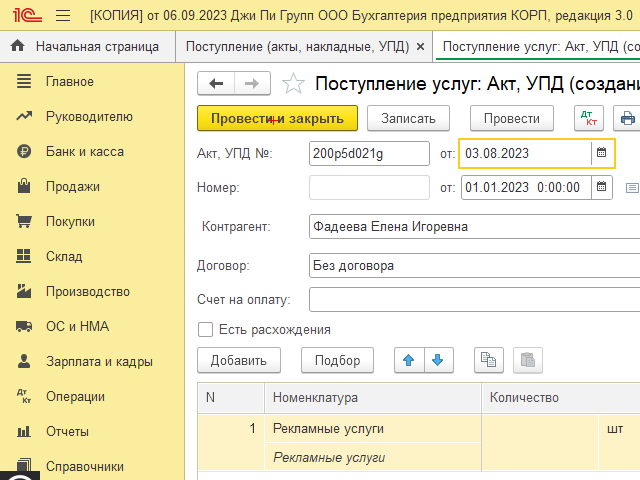 1С [КОПИЯ] от 06.09.2023 Джи Пи Групп ООО Бухгалтерия предприятия КОРП, редакция 3.0
Начальная страница Поступление (акты, накладные, УПД) × Поступление услуг: Акт, УПД (со
Главное
Поступление услуг: Акт, УПД (создани
Руководителю
Провести и закрыть Записать Провести Дт Кт
Банк и касса
Акт, УПД №: 200p5d021g от: 03.08.2023
Продажи
Номер: от: 01.01.2023 0:00:00
Покупки
Контрагент: Фадеева Елена Игоревна
Склад
Договор: Без договора
Производство
Счет на оплату:
ОС и НМА
Есть расхождения
Зарплата и кадры
Добавить Подбор
Дт Кт Операции
N Номенклатура Количество
Отчеты
1 Рекламные услуги шт
Рекламные услуги
Справочники